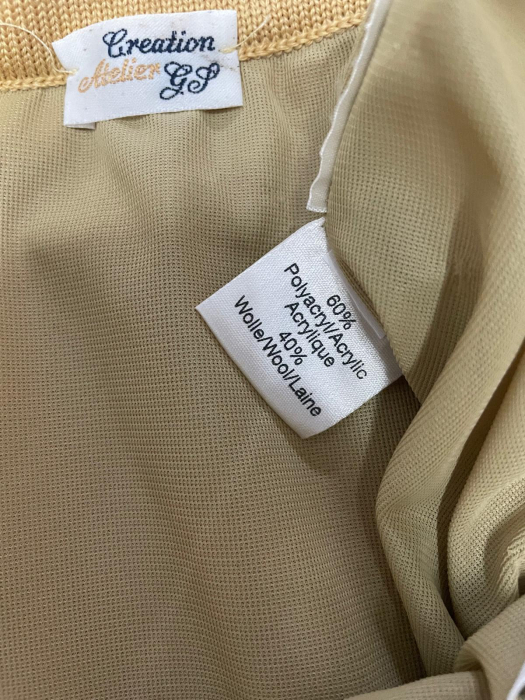 Creation
Atelier GS
60%
Polyacryl/Acrylic
Acrylique
40%
Wolle/Wool/Laine